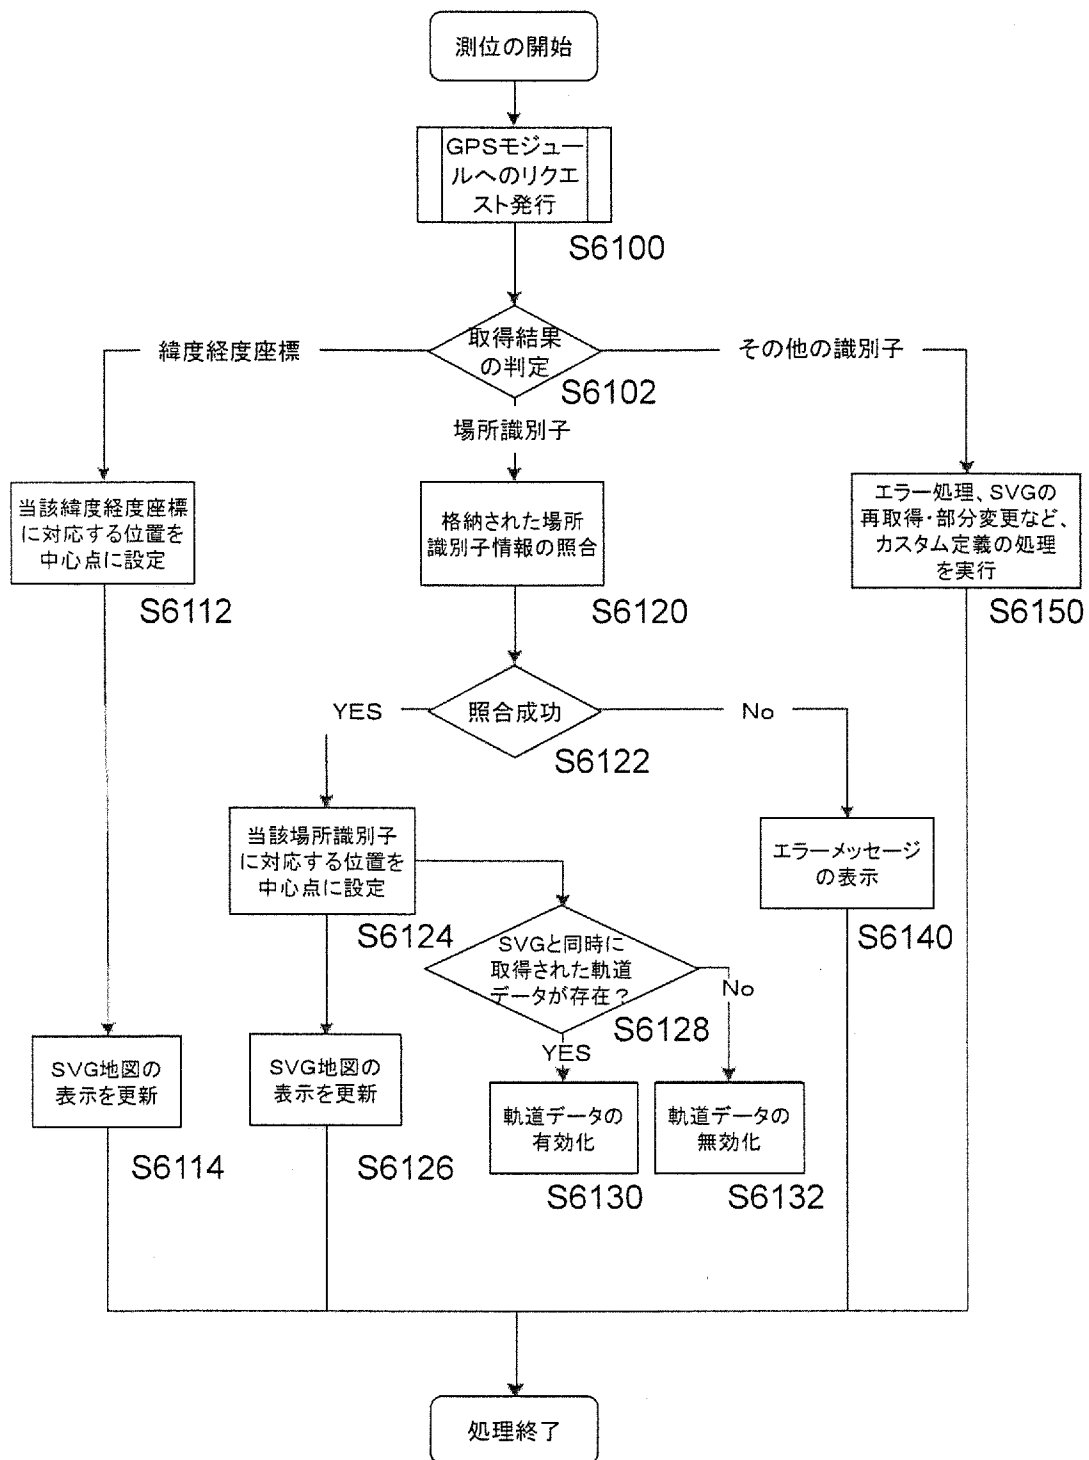 測位の開始
GPSモジュー
ルへのリクエ
スト発行
S6100
取得結果
の判定
S6102
緯度経度座標
場所識別子
その他の識別子
当該緯度経度座標
に対応する位置を
中心点に設定
S6112
格納された場所
識別子情報の照合
S6120
エラー処理、SVGの
再取得・部分変更など、
カスタム定義の処理
を実行
S6150
照合成功
S6122
YES
No
当該場所識別子
に対応する位置を
中心点に設定
S6124
エラーメッセージ
の表示
S6140
SVGと同時に
取得された軌道
データが存在？
S6128
YES
No
SVG地図の
表示を更新
S6114
SVG地図の
表示を更新
S6126
軌道データの
有効化
S6130
軌道データの
無効化
S6132
処理終了